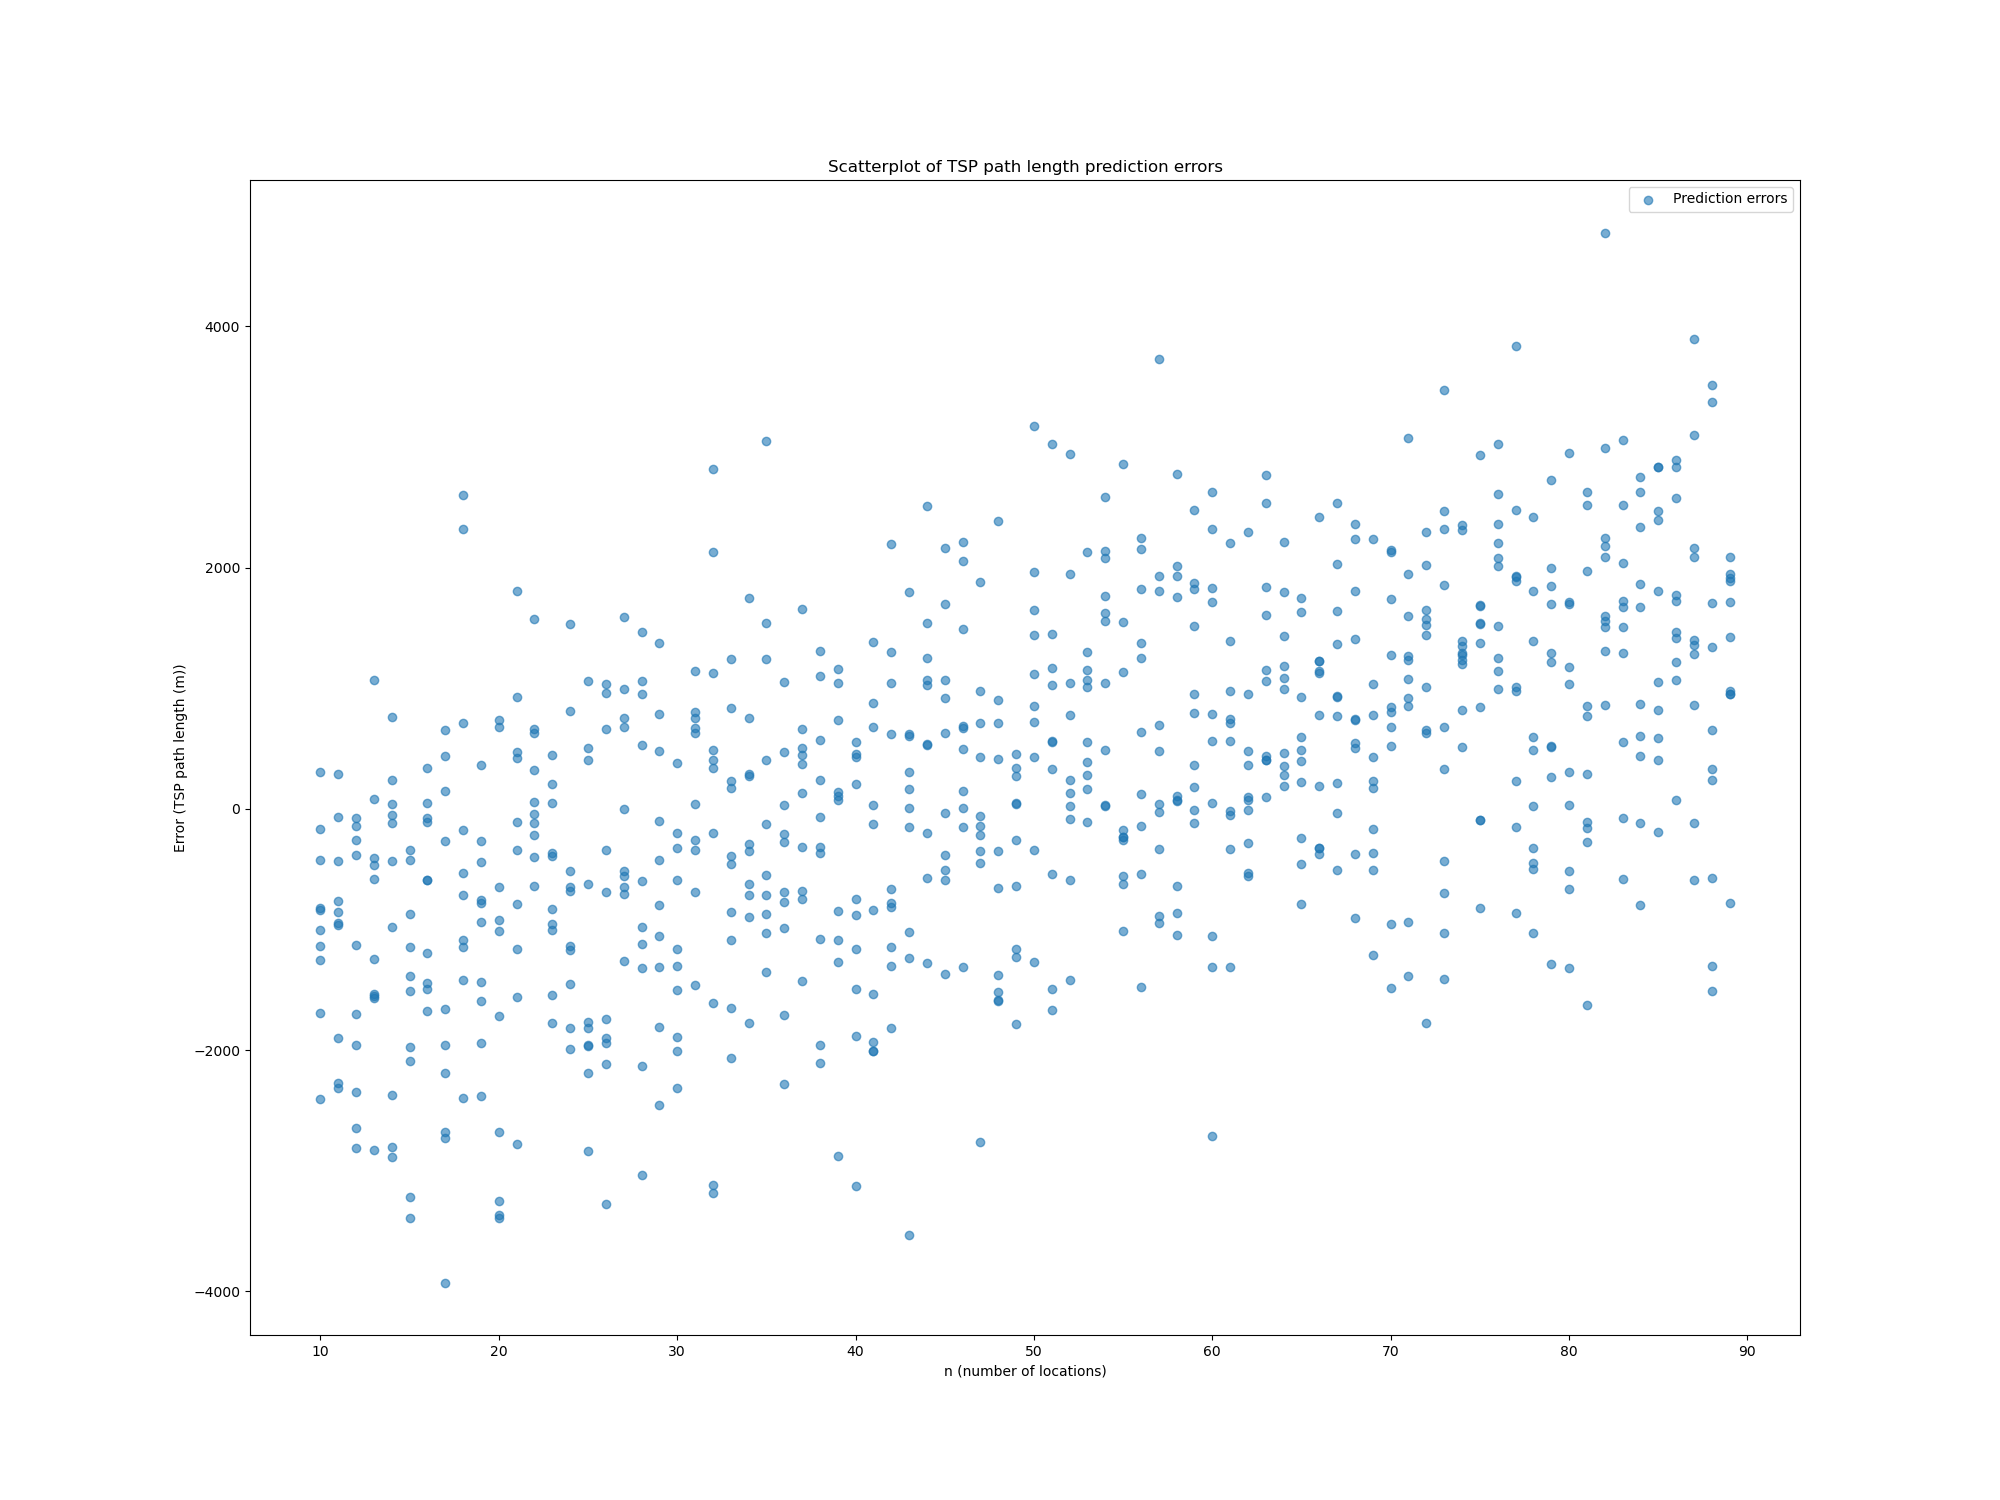 Scatterplot of TSP path length prediction errors
Prediction errors
Error (TSP path length (m))
4000
2000
0
−2000
−4000
10 20 30 40 50 60 70 80 90
n (number of locations)